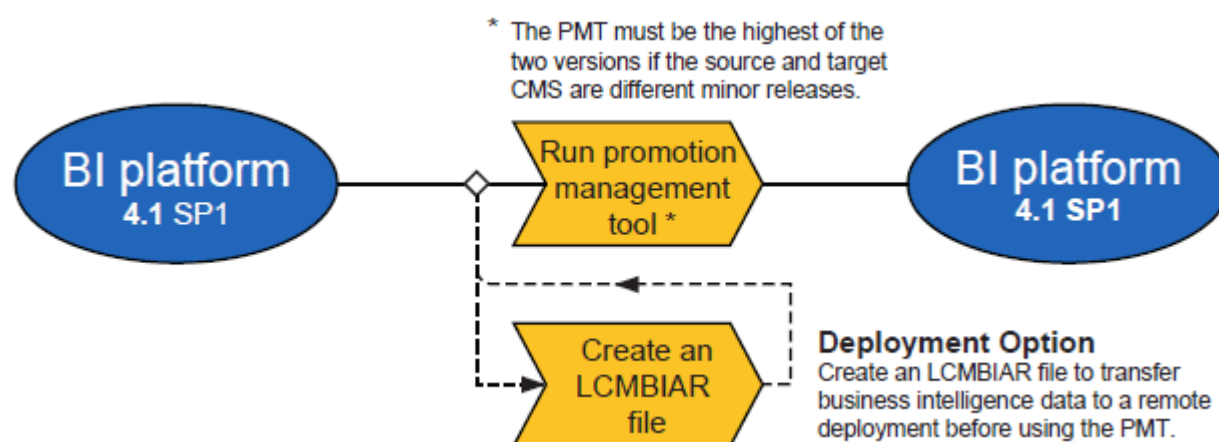 * The PMT must be the highest of the
two versions if the source and target
CMS are different minor releases.
BI platform
4.1 SP1
Run promotion
management
tool *
BI platform
4.1 SP1
Create an
LCMBIAR
file
Deployment Option
Create an LCMBIAR file to transfer
business intelligence data to a remote
deployment before using the PMT.